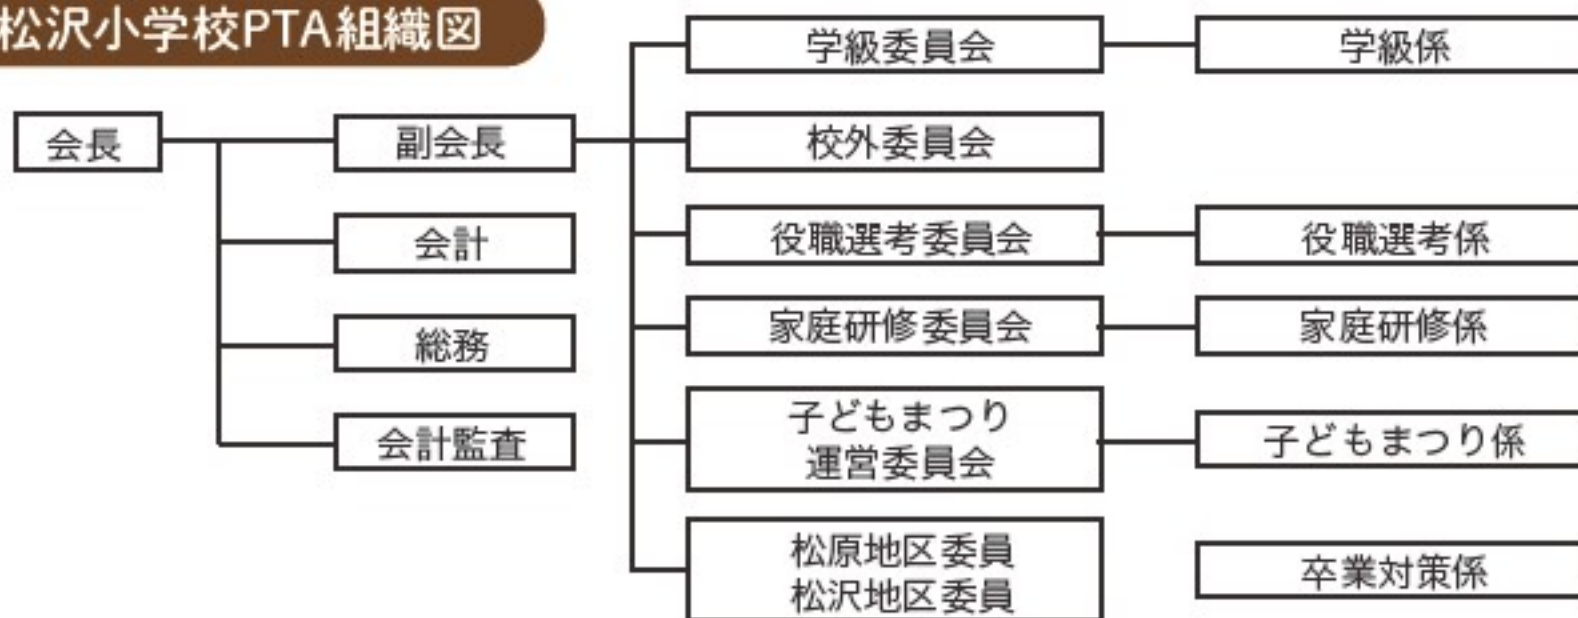 松沢小学校PTA組織図
会長
副会長
会計
総務
会計監査
学級委員会
学級係
校外委員会
役職選考委員会
役職選考係
家庭研修委員会
家庭研修係
子どもまつり
運営委員会
子どもまつり係
松原地区委員
松沢地区委員
卒業対策係